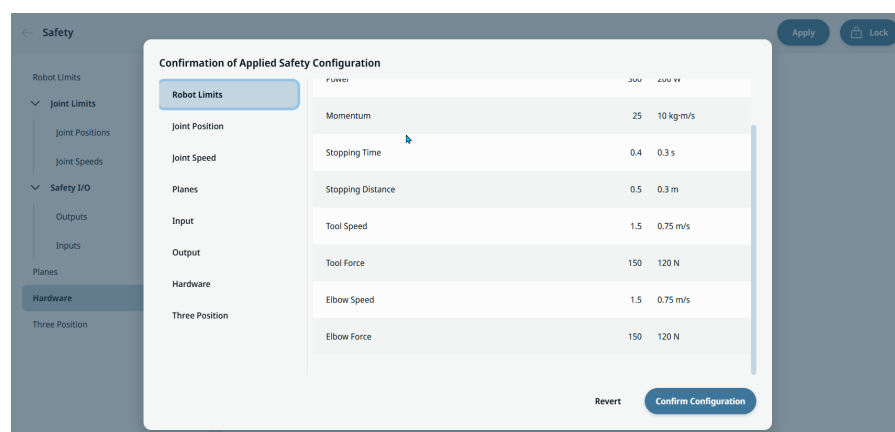 Safety
Apply
Lock
Robot Limits
Joint Limits
Joint Positions
Joint Speeds
Safety I/O
Outputs
Inputs
Planes
Hardware
Three Position
Confirmation of Applied Safety Configuration
Robot Limits
Joint Position
Joint Speed
Planes
Input
Output
Hardware
Three Position
Power 300 200 W
Momentum 25 10 kg·m/s
Stopping Time 0.4 0.3 s
Stopping Distance 0.5 0.3 m
Tool Speed 1.5 0.75 m/s
Tool Force 150 120 N
Elbow Speed 1.5 0.75 m/s
Elbow Force 150 120 N
Revert
Confirm Configuration